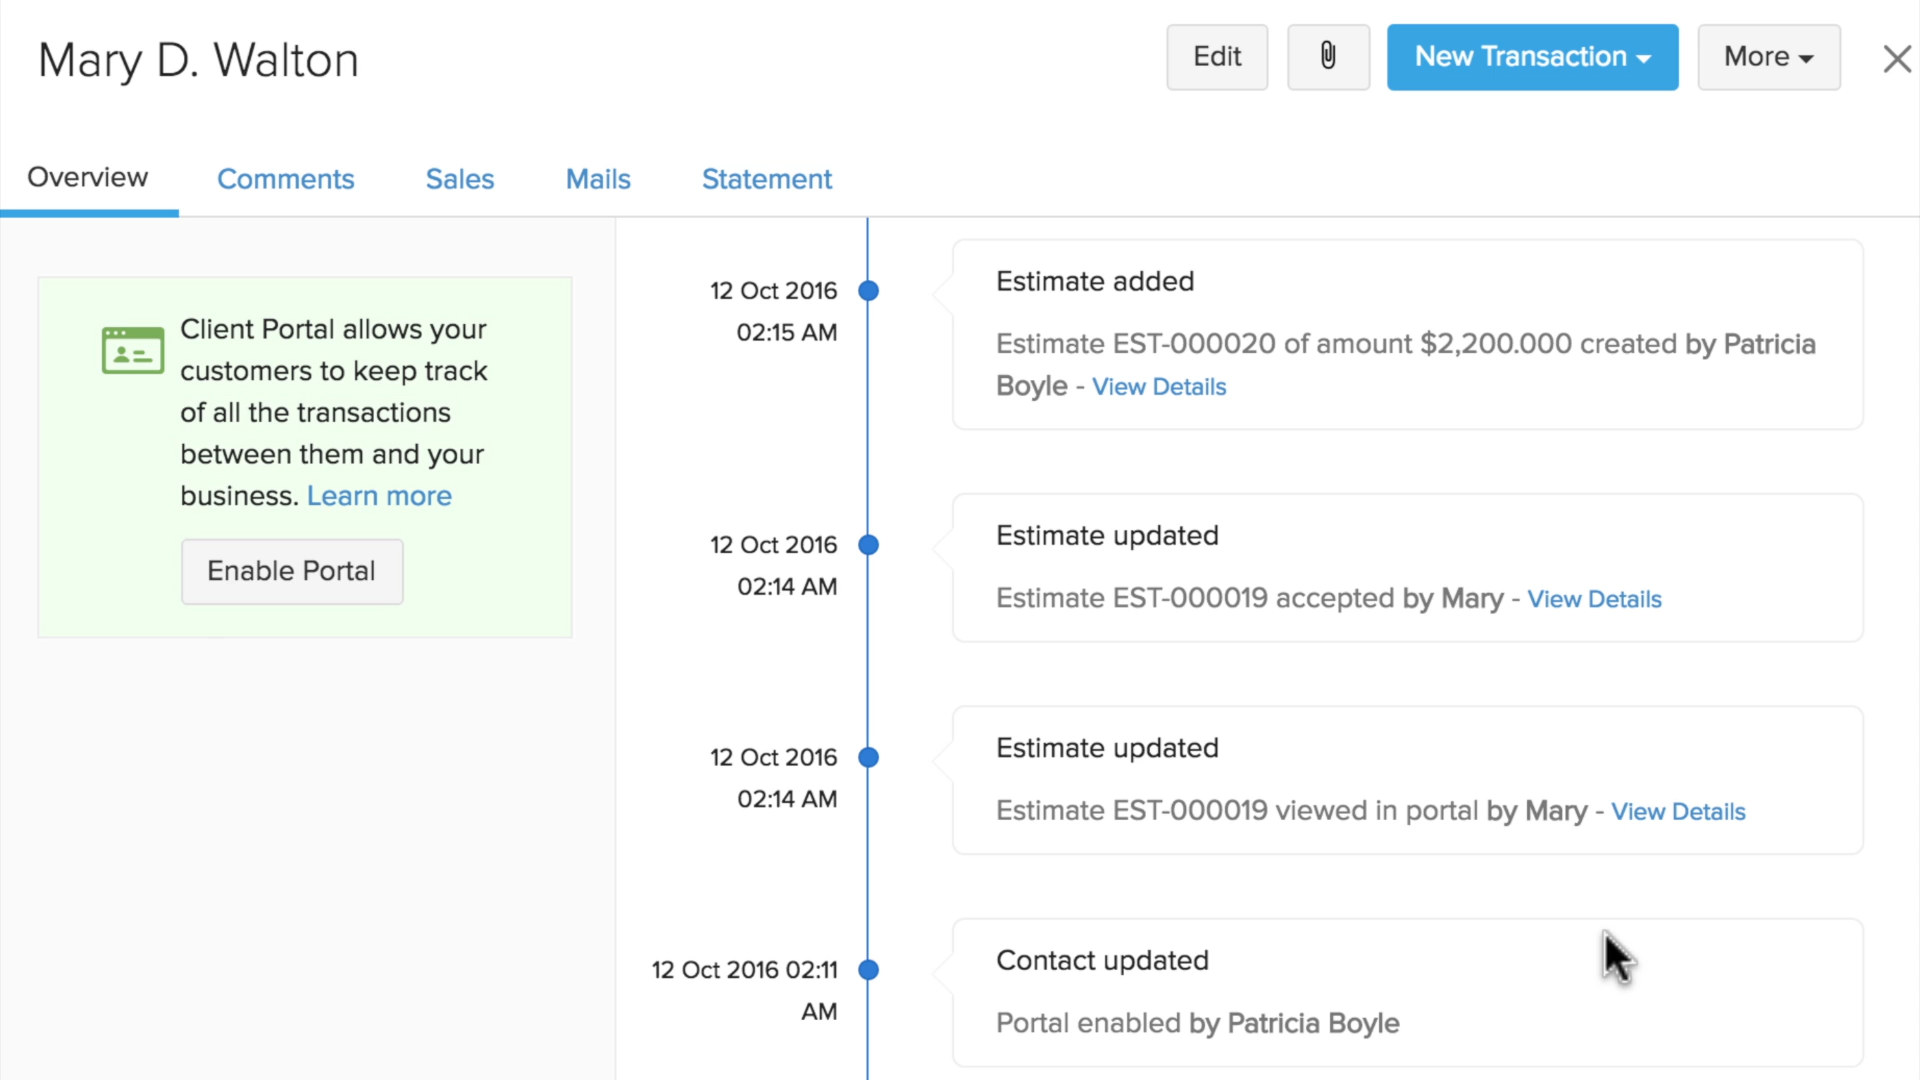 Mary D. Walton
Edit
New Transaction
More
Overview
Comments
Sales
Mails
Statement
Client Portal allows your
customers to keep track
of all the transactions
between them and your
business. Learn more
Enable Portal
12 Oct 2016
02:15 AM
Estimate added
Estimate EST-000020 of amount $2,200.000 created by Patricia
Boyle - View Details
12 Oct 2016
02:14 AM
Estimate updated
Estimate EST-000019 accepted by Mary - View Details
12 Oct 2016
02:14 AM
Estimate updated
Estimate EST-000019 viewed in portal by Mary - View Details
12 Oct 2016 02:11
AM
Contact updated
Portal enabled by Patricia Boyle